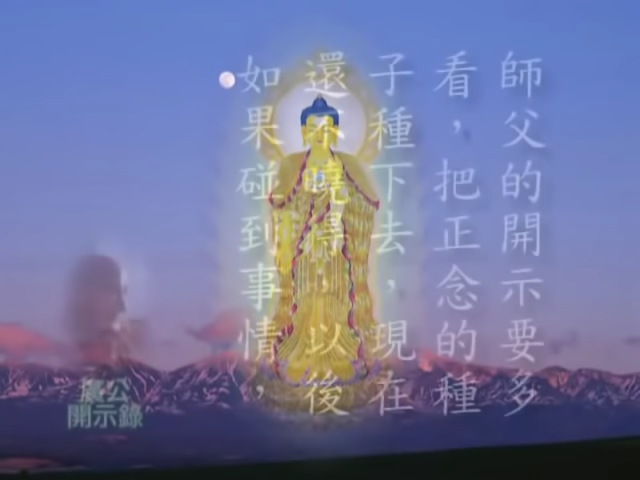 師父的開示要多
看，把正念的種
子種下去，現在
還不曉得，以後
如果碰到事情，
廣公
開示錄